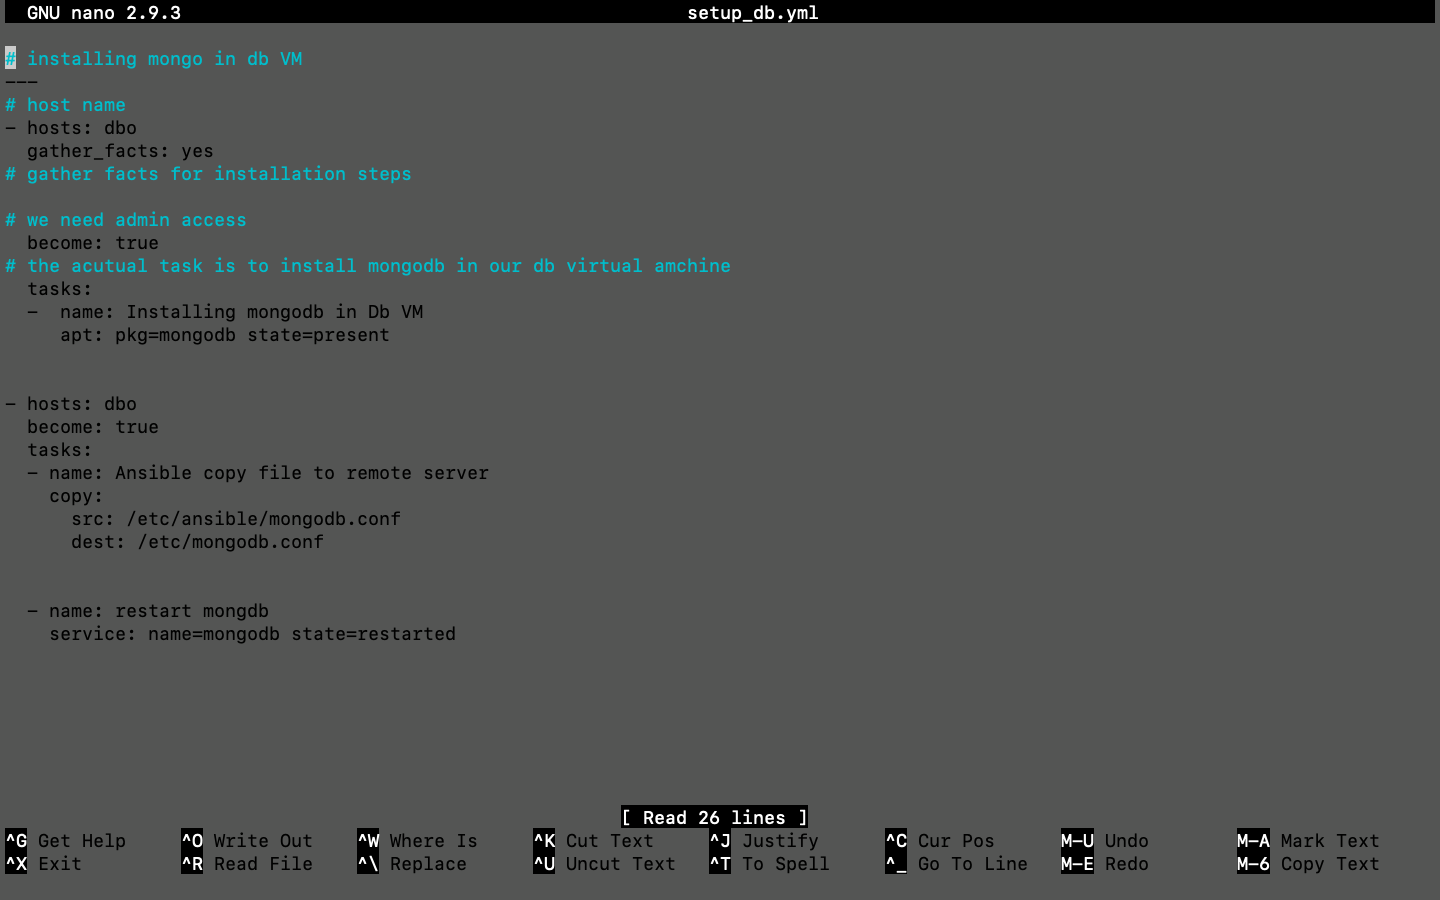 GNU nano 2.9.3 setup_db.yml
# installing mongo in db VM
---
# host name
- hosts: dbo
  gather_facts: yes
# gather facts for installation steps
# we need admin access
  become: true
# the acutual task is to install mongodb in our db virtual amchine
  tasks:
  -  name: Installing mongodb in Db VM
     apt: pkg=mongodb state=present
- hosts: dbo
  become: true
  tasks:
  - name: Ansible copy file to remote server
    copy:
      src: /etc/ansible/mongodb.conf
      dest: /etc/mongodb.conf
  - name: restart mongdb
    service: name=mongodb state=restarted
[ Read 26 lines ]
^G Get Help ^O Write Out ^W Where Is ^K Cut Text ^J Justify ^C Cur Pos M-U Undo M-A Mark Text
^X Exit ^R Read File ^\ Replace ^U Uncut Text ^T To Spell ^_ Go To Line M-E Redo M-6 Copy Text